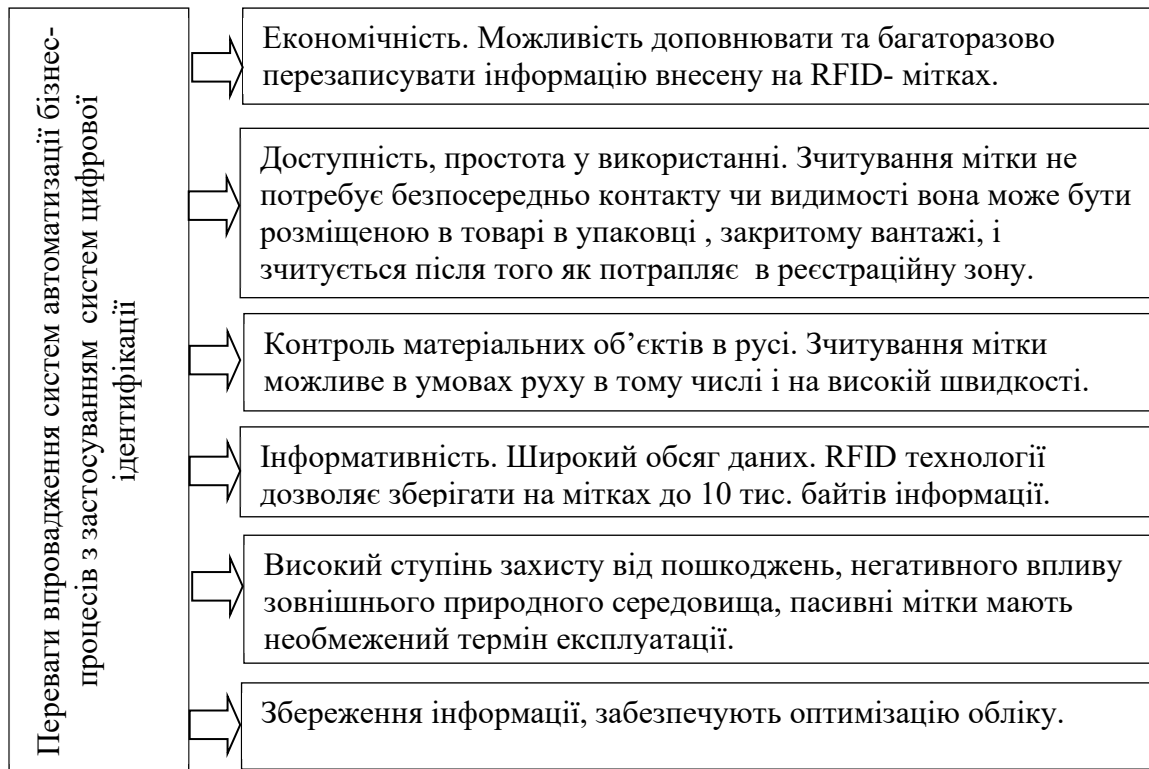 Переваги впровадження систем автоматизації бізнес-
процесів з застосуванням систем цифрової
ідентифікації
Економічність. Можливість доповнювати та багаторазово
перезаписувати інформацію внесену на RFID- мітках.
Доступність, простота у використанні. Зчитування мітки не
потребує безпосередньо контакту чи видимості вона може бути
розміщеною в товарі в упаковці , закритому вантажі, і
зчитується після того як потрапляє в реєстраційну зону.
Контроль матеріальних об’єктів в русі. Зчитування мітки
можливе в умовах руху в тому числі і на високій швидкості.
Інформативність. Широкий обсяг даних. RFID технології
дозволяє зберігати на мітках до 10 тис. байтів інформації.
Високий ступінь захисту від пошкоджень, негативного впливу
зовнішнього природного середовища, пасивні мітки мають
необмежений термін експлуатації.
Збереження інформації, забезпечують оптимізацію обліку.